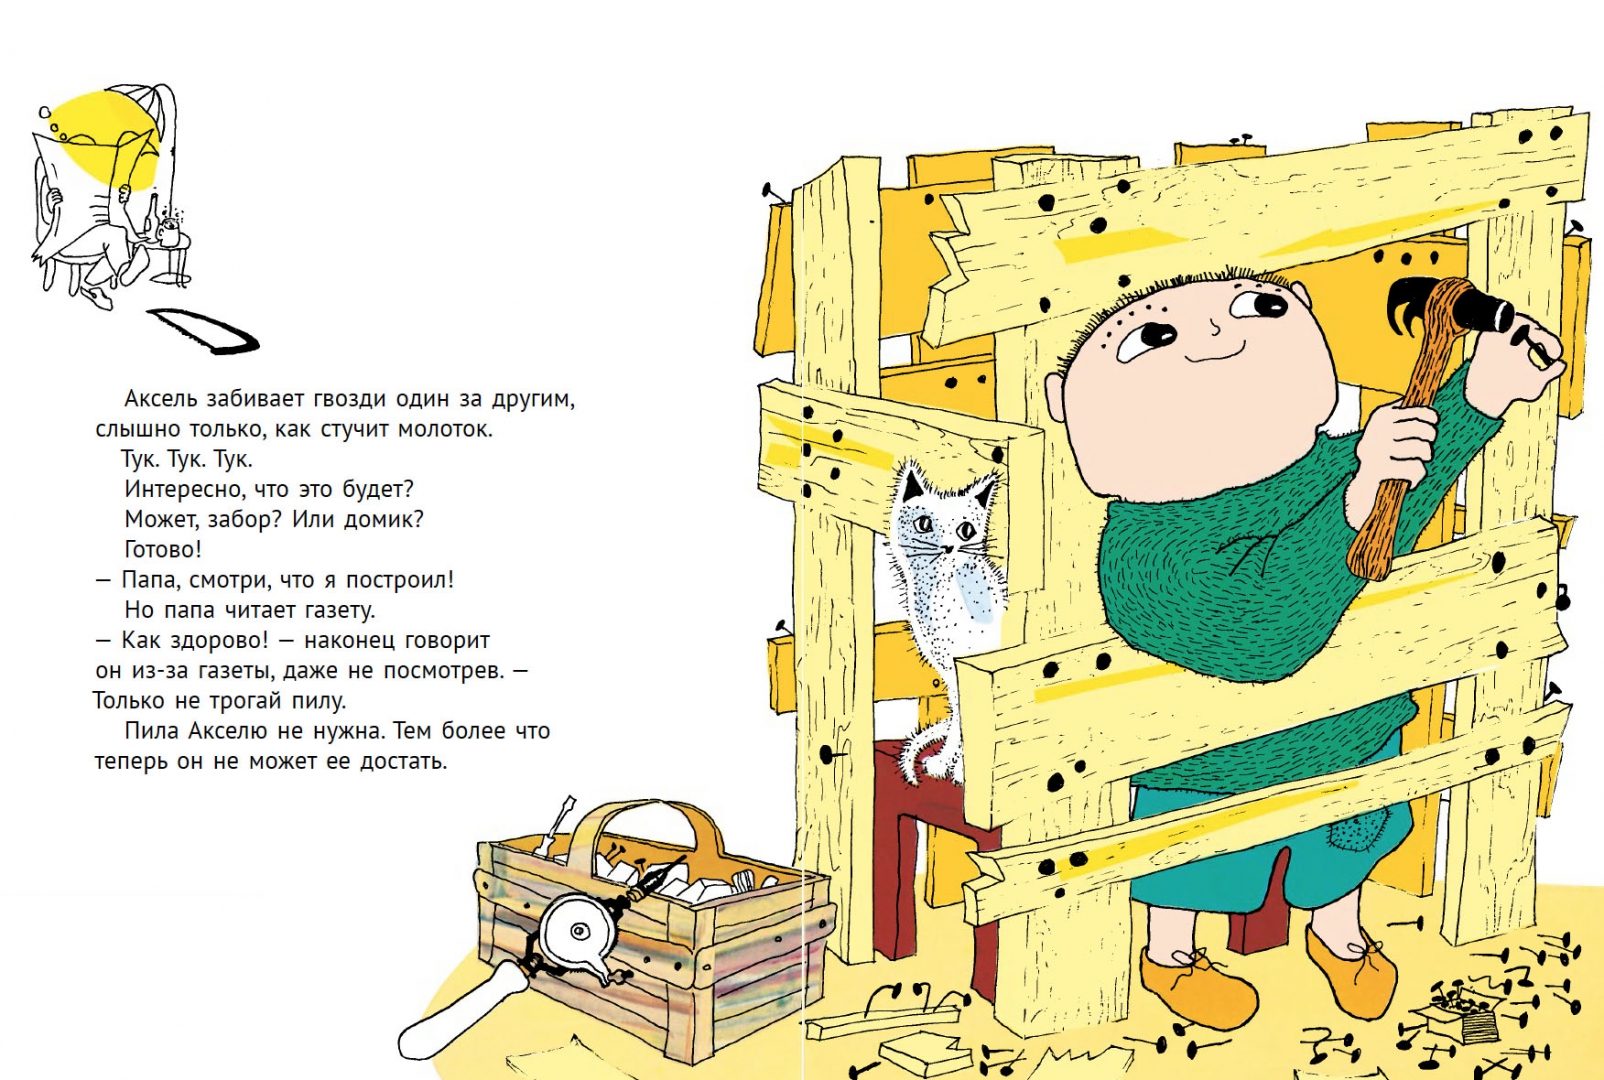 Аксель забивает гвозди один за другим,
слышно только, как стучит молоток.
Тук. Тук. Тук.
Интересно, что это будет?
Может, забор? Или домик?
Готово!
— Папа, смотри, что я построил!
Но папа читает газету.
— Как здорово! — наконец говорит
он из-за газеты, даже не посмотрев. —
Только не трогай пилу.
Пила Акселю не нужна. Тем более что
теперь он не может ее достать.